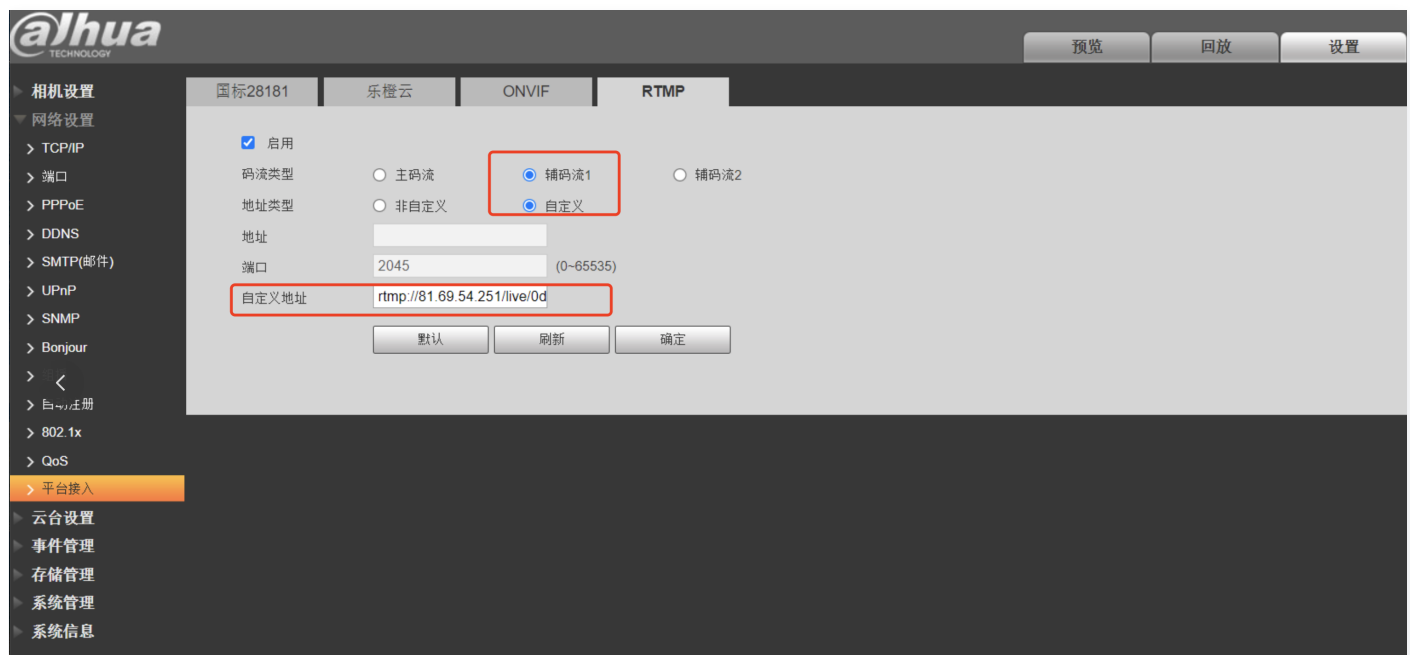 alhua
TECHNOLOGY
预览 回放 设置
相机设置
网络设置
TCP/IP
端口
PPPoE
DDNS
SMTP(邮件)
UPnP
SNMP
Bonjour
注册
802.1x
QoS
平台接入
云台设置
事件管理
存储管理
系统管理
系统信息
国标28181 乐橙云 ONVIF RTMP
启用
码流类型 主码流 辅码流1 辅码流2
地址类型 非自定义 自定义
地址
端口 2045 (0~65535)
自定义地址 rtmp://81.69.54.251/live/0d
默认 刷新 确定